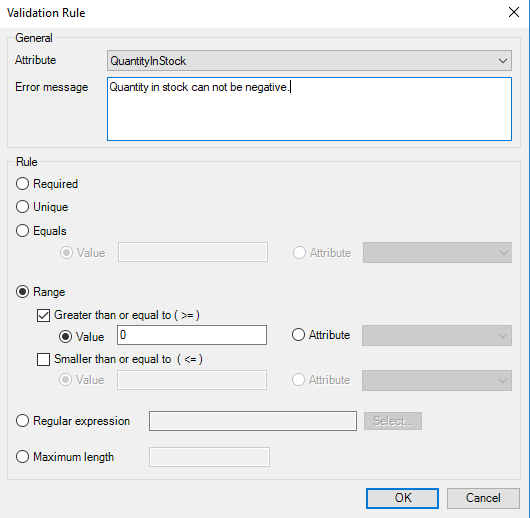 Validation Rule
General
Attribute QuantityInStock
Error message Quantity in stock can not be negative.
Rule
Required
Unique
Equals
Value Attribute
Range
Greater than or equal to ( >= )
Value 0 Attribute
Smaller than or equal to ( <= )
Value Attribute
Regular expression Select...
Maximum length
OK Cancel